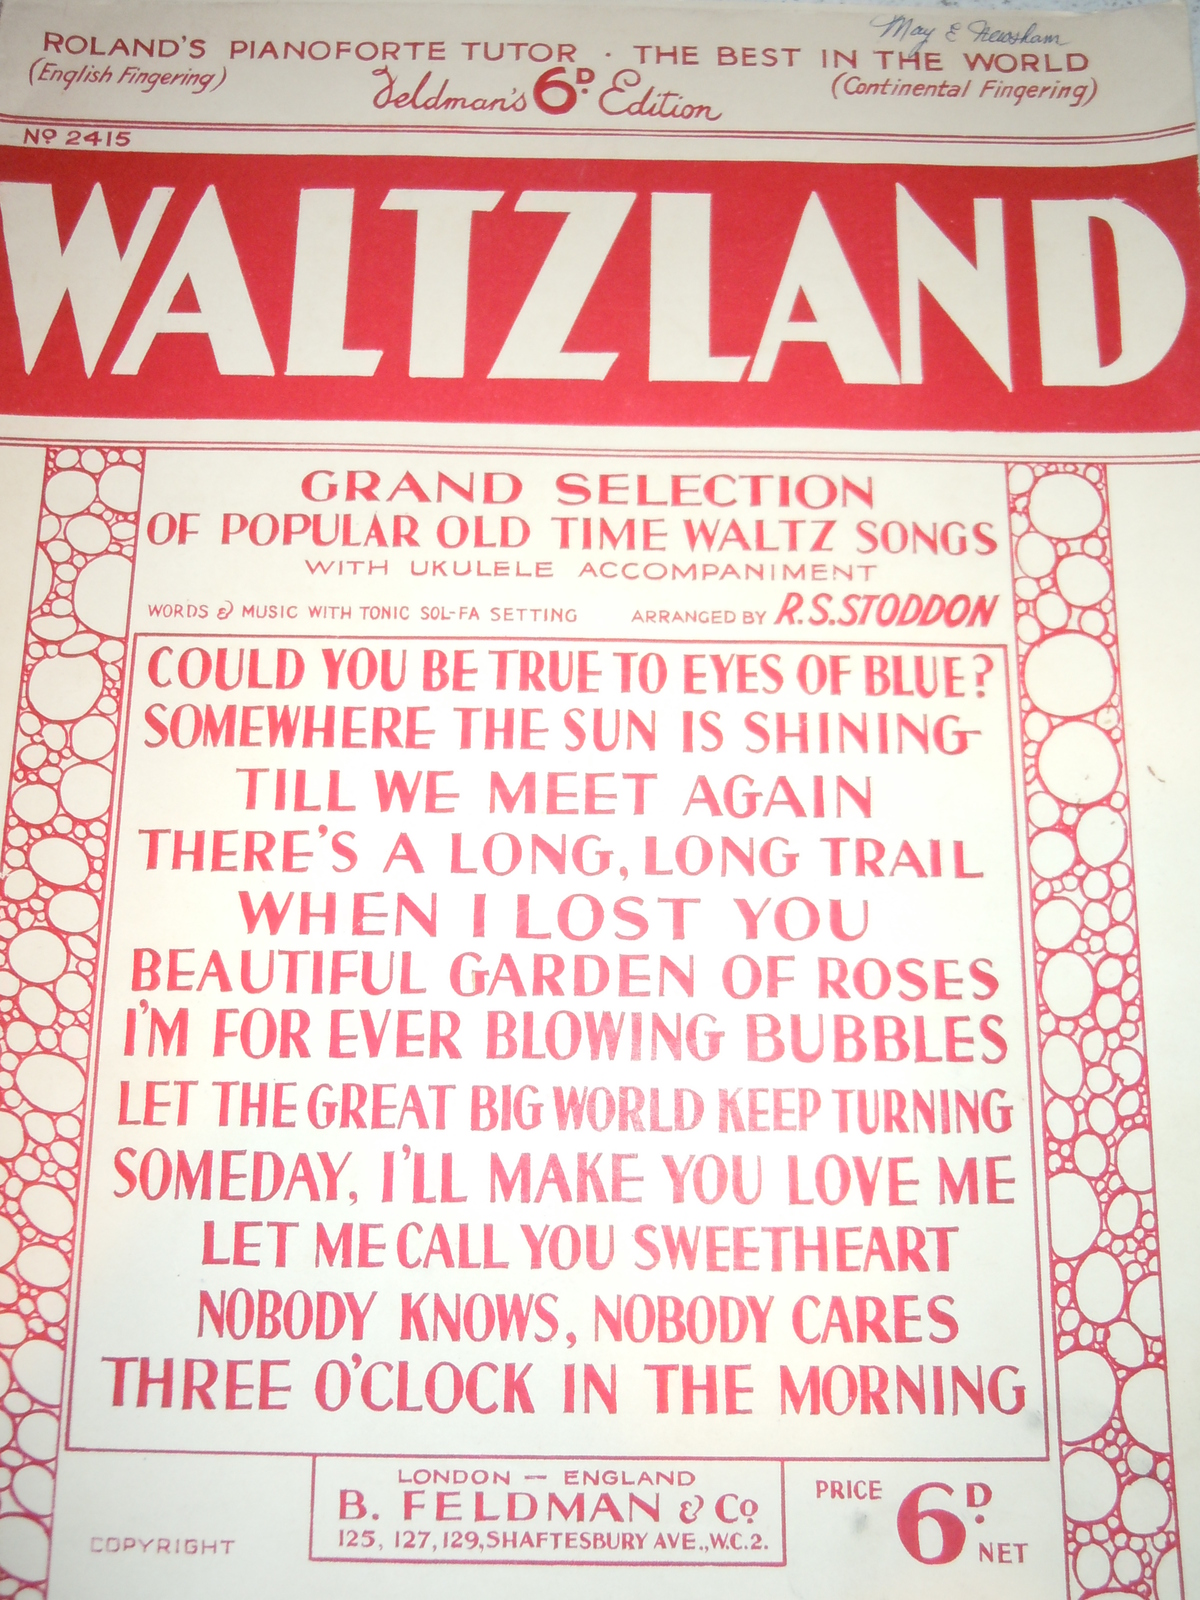 May E Newsham
ROLAND'S PIANOFORTE TUTOR · THE BEST IN THE WORLD
(English Fingering) Feldman's 6D. Edition (Continental Fingering)
No 2415
WALTZLAND
GRAND SELECTION
OF POPULAR OLD TIME WALTZ SONGS
WITH UKULELE ACCOMPANIMENT
WORDS & MUSIC WITH TONIC SOL-FA SETTING ARRANGED BY R.S.STODDON
COULD YOU BE TRUE TO EYES OF BLUE?
SOMEWHERE THE SUN IS SHINING
TILL WE MEET AGAIN
THERE'S A LONG, LONG TRAIL
WHEN I LOST YOU
BEAUTIFUL GARDEN OF ROSES
I'M FOR EVER BLOWING BUBBLES
LET THE GREAT BIG WORLD KEEP TURNING
SOMEDAY, I'LL MAKE YOU LOVE ME
LET ME CALL YOU SWEETHEART
NOBODY KNOWS, NOBODY CARES
THREE O'CLOCK IN THE MORNING
LONDON — ENGLAND
B. FELDMAN & Co.
125, 127, 129, SHAFTESBURY AVE., W.C.2.
COPYRIGHT
PRICE 6D. NET